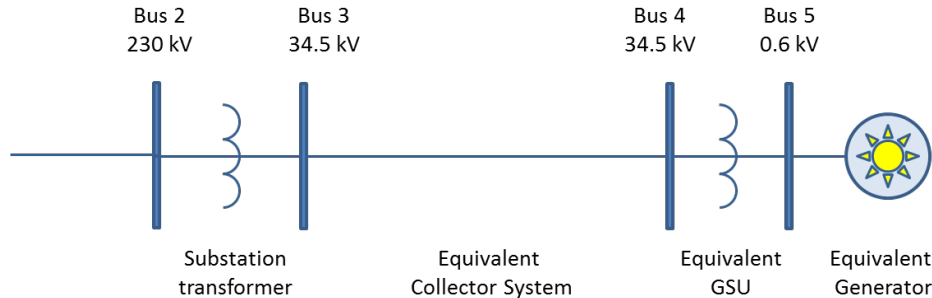 Bus 2
230 kV
Bus 3
34.5 kV
Bus 4
34.5 kV
Bus 5
0.6 kV
Substation
transformer
Equivalent
Collector System
Equivalent
GSU
Equivalent
Generator